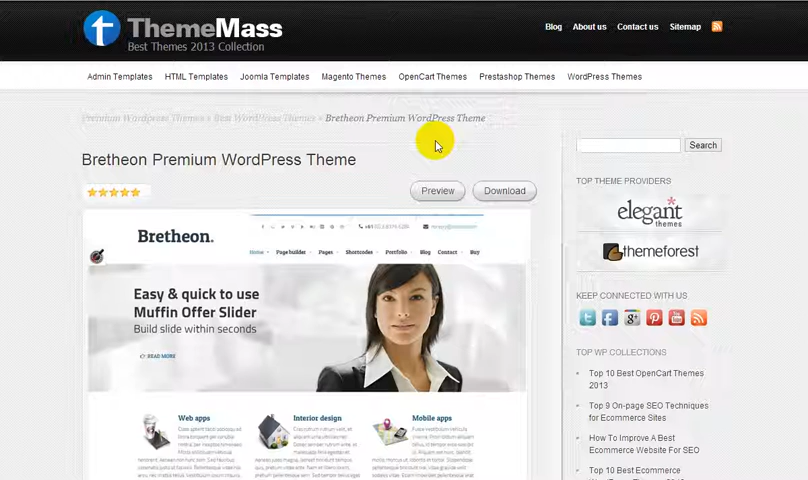 ThemeMass
Best Themes 2013 Collection
Blog About us Contact us Sitemap
Admin Templates HTML Templates Joomla Templates Magento Themes OpenCart Themes Prestashop Themes WordPress Themes
Premium Wordpress Themes » Best WordPress Themes » Bretheon Premium WordPress Theme
Search
Bretheon Premium WordPress Theme
Preview Download
Bretheon.
Home Page builder Pages Shortcodes Portfolio Blog Contact Buy
Easy & quick to use
Muffin Offer Slider
Build slide within seconds
READ MORE
Web apps
Interior design
Mobile apps
TOP THEME PROVIDERS
elegant
themes
themeforest
KEEP CONNECTED WITH US
TOP WP COLLECTIONS
Top 10 Best OpenCart Themes
2013
Top 9 On-page SEO Techniques
for Ecommerce Sites
How To Improve A Best
Ecommerce Website For SEO
Top 10 Best Ecommerce